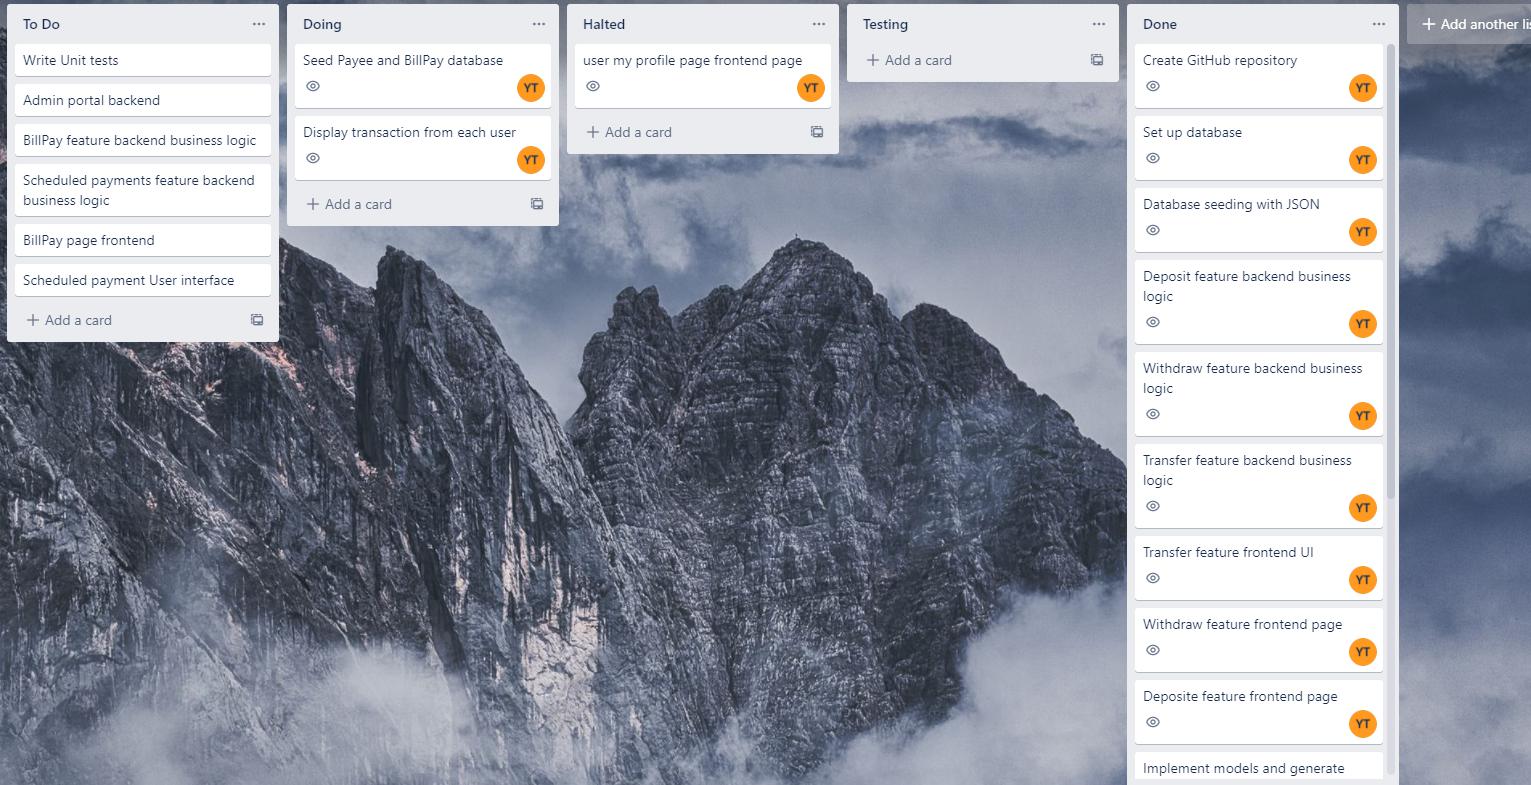 To Do
Write Unit tests
Admin portal backend
BillPay feature backend business logic
Scheduled payments feature backend
business logic
BillPay page frontend
Scheduled payment User interface
Add a card
Doing
Seed Payee and BillPay database
YT
Display transaction from each user
YT
Add a card
Halted
user my profile page frontend page
YT
Add a card
Testing
Add a card
Done
Create GitHub repository
YT
Set up database
YT
Database seeding with JSON
YT
Deposit feature backend business
logic
YT
Withdraw feature backend business
logic
YT
Transfer feature backend business
logic
YT
Transfer feature frontend UI
YT
Withdraw feature frontend page
YT
Deposite feature frontend page
YT
Implement models and generate
Add another lis